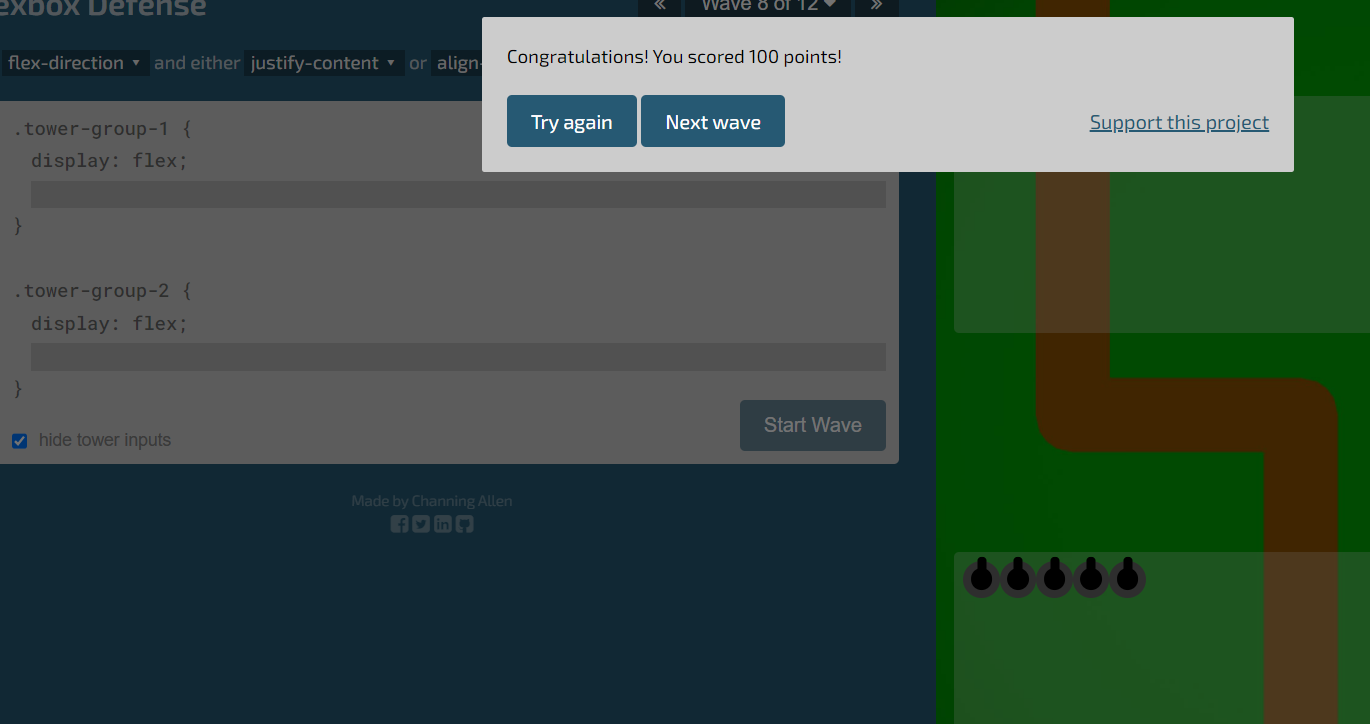 exbox Defense
« Wave 8 of 12 »
Congratulations! You scored 100 points!
flex-direction and either justify-content or align-
Try again Next wave Support this project
.tower-group-1 {
display: flex;
}
.tower-group-2 {
display: flex;
}
Start Wave
hide tower inputs
Made by Channing Allen